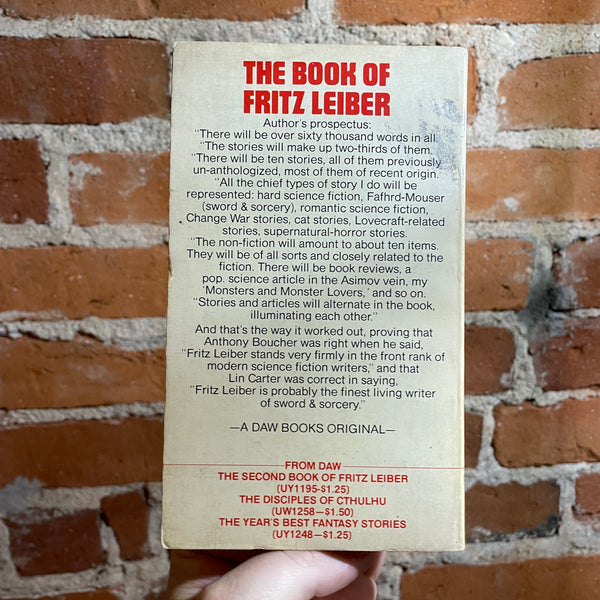 THE BOOK OF
FRITZ LEIBER
Author's prospectus:
"There will be over sixty thousand words in all.
"The stories will make up two-thirds of them.
"There will be ten stories, all of them previously
un-anthologized, most of them of recent origin.
"All the chief types of story I do will be
represented: hard science fiction, Fafhrd-Mouser
(sword & sorcery), romantic science fiction,
Change War stories, cat stories, Lovecraft-related
stories, supernatural-horror stories.
"The non-fiction will amount to about ten items.
They will be of all sorts and closely related to the
fiction. There will be book reviews, a
pop. science article in the Asimov vein, my
'Monsters and Monster Lovers,' and so on.
"Stories and articles will alternate in the book,
illuminating each other."
And that's the way it worked out, proving that
Anthony Boucher was right when he said,
"Fritz Leiber stands very firmly in the front rank of
modern science fiction writers," and that
Lin Carter was correct in saying,
"Fritz Leiber is probably the finest living writer
of sword & sorcery."
—A DAW BOOKS ORIGINAL—
FROM DAW
THE SECOND BOOK OF FRITZ LEIBER
(UY1195-$1.25)
THE DISCIPLES OF CTHULHU
(UW1258—$1.50)
THE YEAR'S BEST FANTASY STORIES
(UY1248—$1.25)